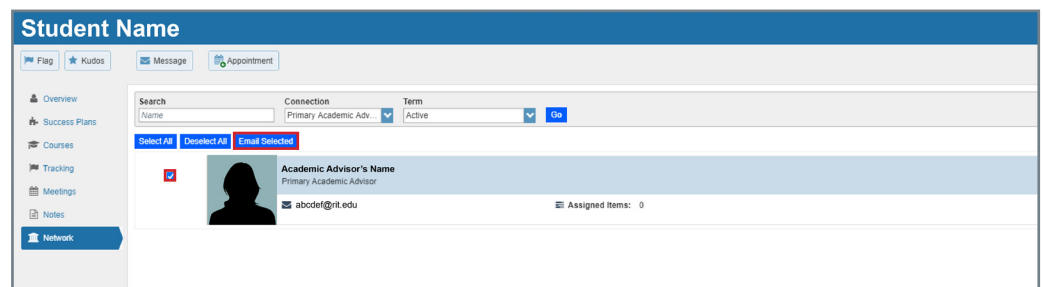 Student Name
Flag Kudos Message Appointment
Overview
Success Plans
Courses
Tracking
Meetings
Notes
Network
Search Connection Term
Name Primary Academic Adv... Active Go
Select All Deselect All Email Selected
Academic Advisor's Name
Primary Academic Advisor
abcdef@rit.edu Assigned Items: 0